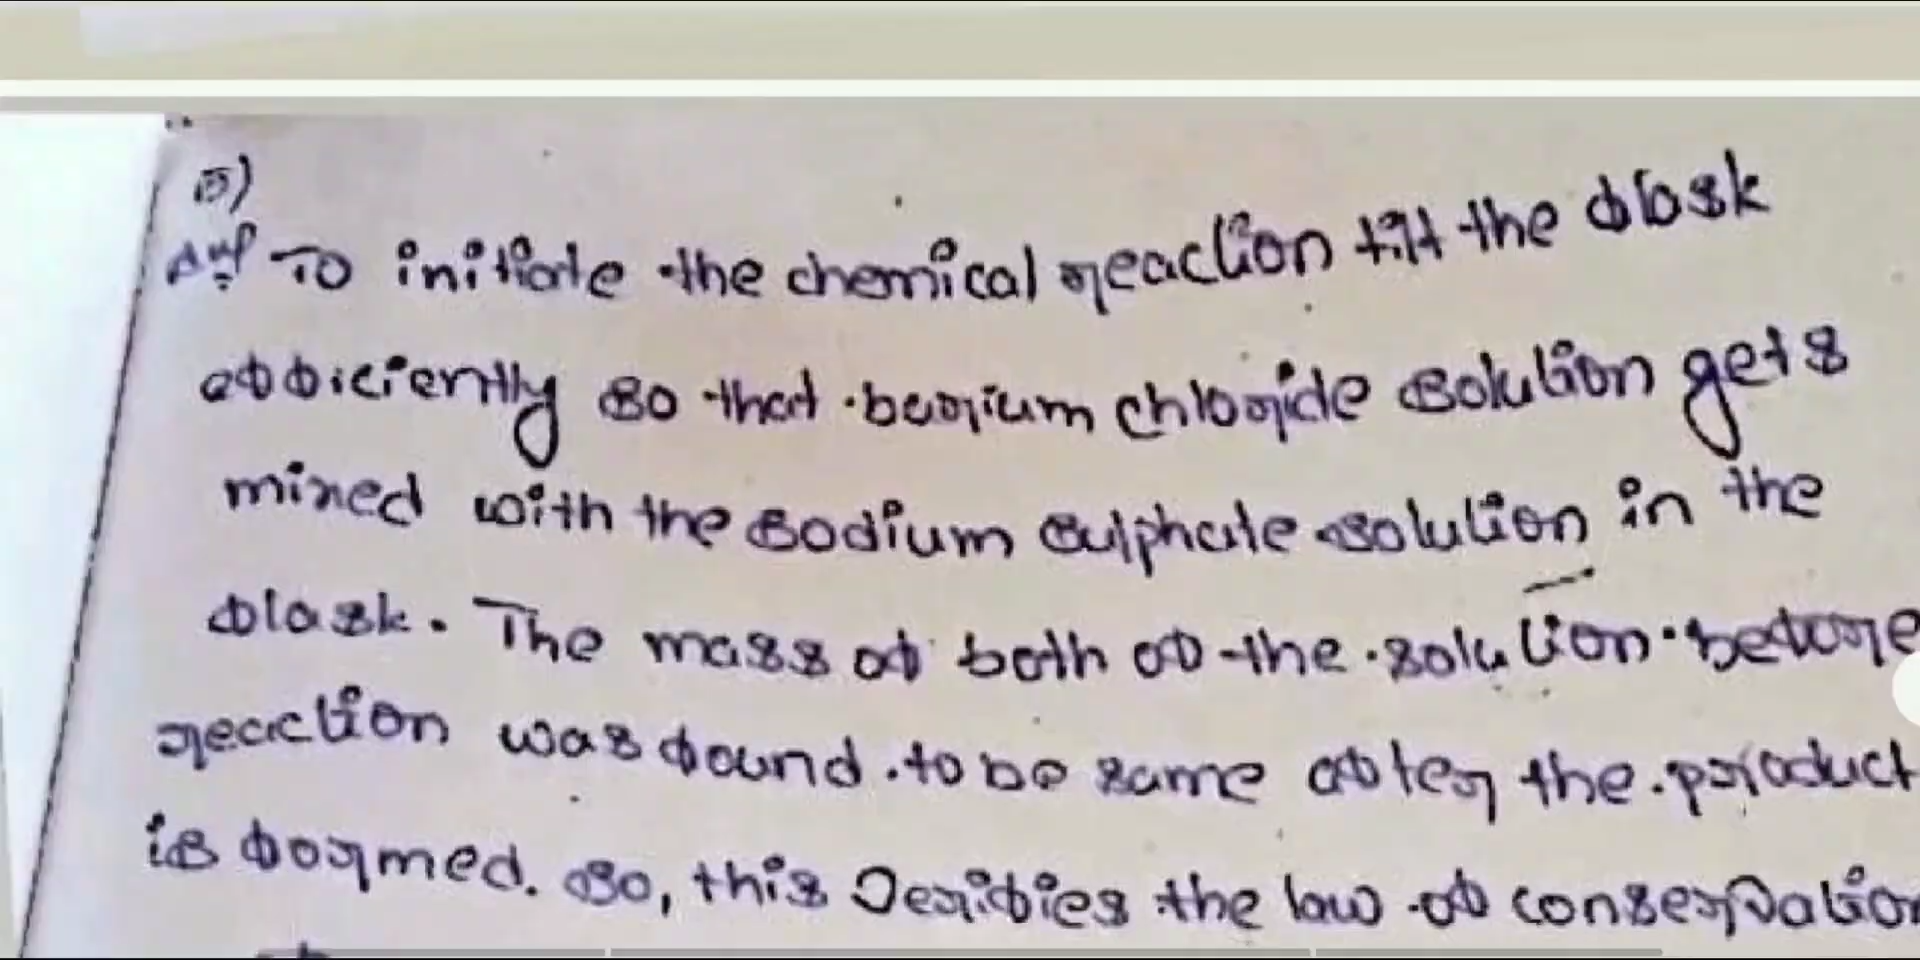 5)
Ans To initiate the chemical reaction tilt the flask
efficiently so that barium chloride solution gets
mixed with the sodium sulphate solution in the
flask. The mass of both of the solution before
reaction was found to be same after the product
is formed. So, this verifies the law of conservation